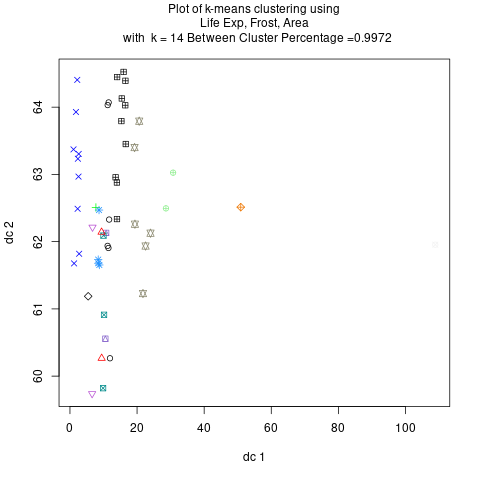 Plot of k-means clustering using
Life Exp, Frost, Area
with k = 14 Between Cluster Percentage =0.9972
64
63
62
61
60
dc 2
0 20 40 60 80 100
dc 1